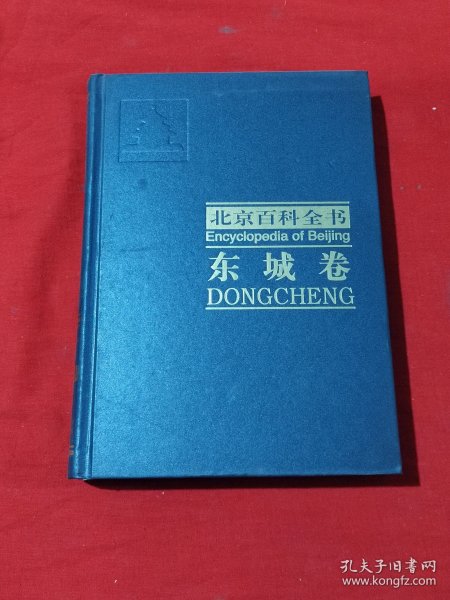 北京百科全书
Encyclopedia of Beijing
东城卷
DONGCHENG
孔夫子旧书网
www.kongfz.com